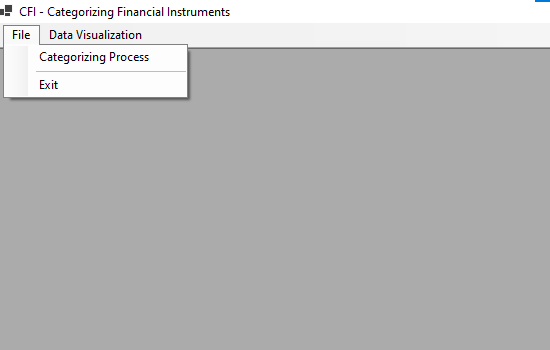 CFI - Categorizing Financial Instruments
File Data Visualization
Categorizing Process
Exit